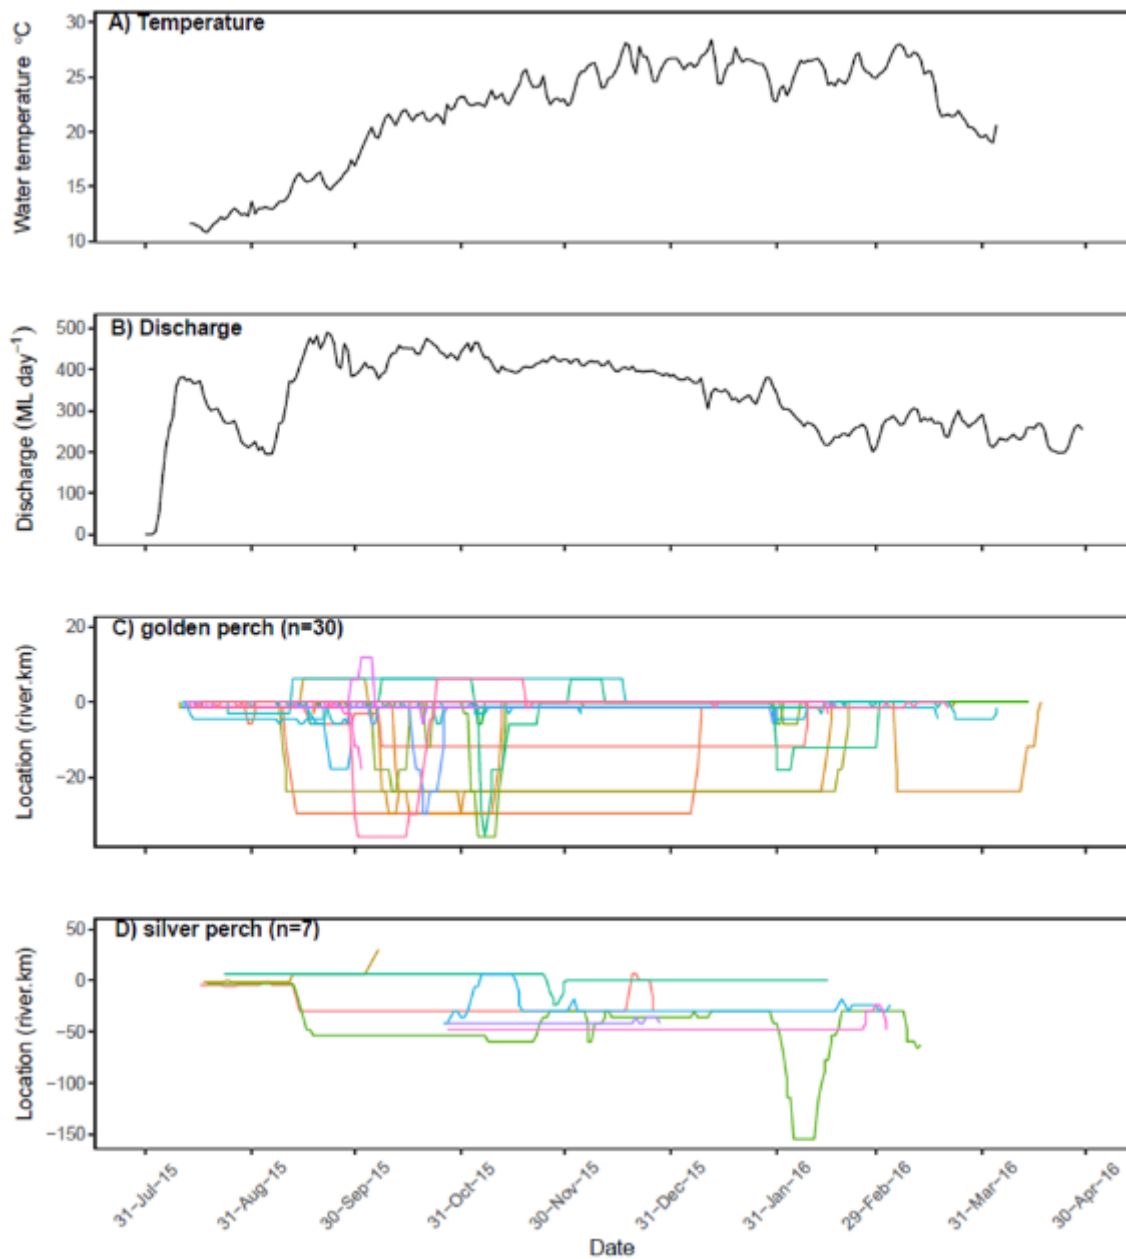 A) Temperature
Water temperature °C
30
25
20
15
10
B) Discharge
Discharge (ML day⁻¹)
500
400
300
200
100
0
C) golden perch (n=30)
Location (river.km)
20
0
−20
D) silver perch (n=7)
Location (river.km)
50
0
−50
−100
−150
31−Jul−15
31−Aug−15
30−Sep−15
31−Oct−15
30−Nov−15
31−Dec−15
31−Jan−16
29−Feb−16
31−Mar−16
30−Apr−16
Date